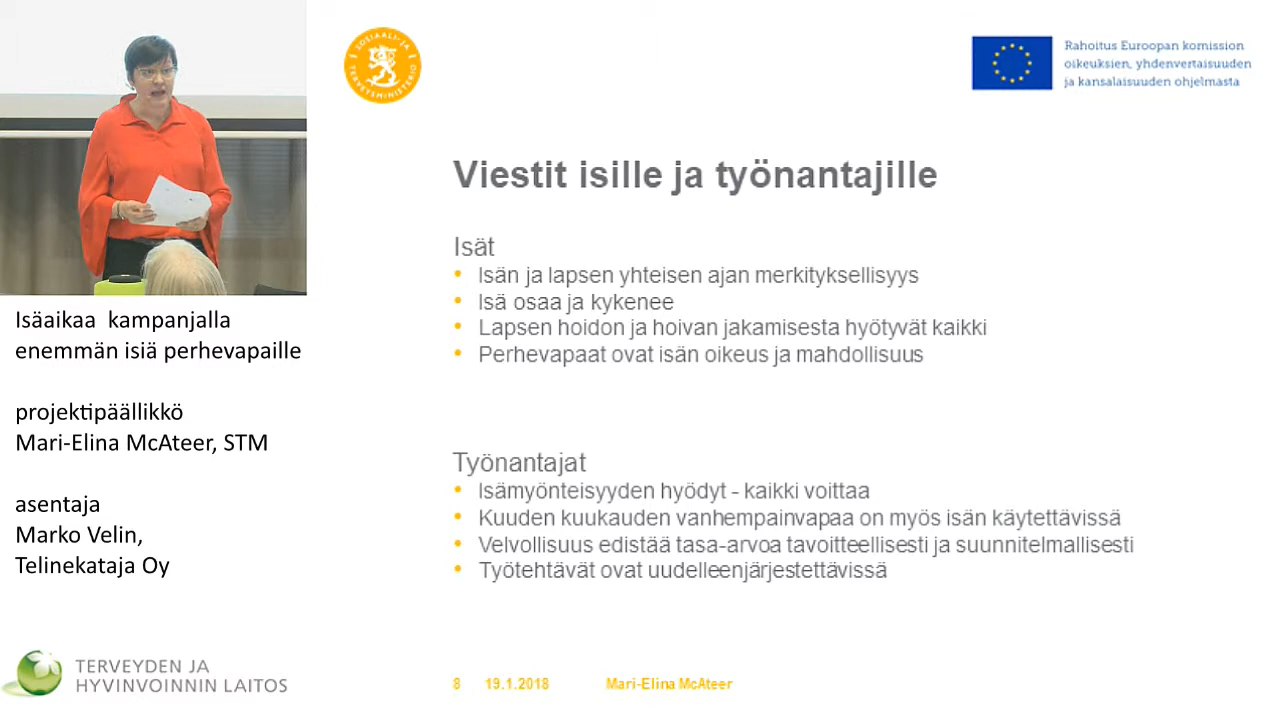 SOSIAALI- JA TERVEYSMINISTERIÖ
Rahoitus Euroopan komission
oikeuksien, yhdenvertaisuuden
ja kansalaisuuden ohjelmasta
Viestit isille ja työnantajille
Isät
• Isän ja lapsen yhteisen ajan merkityksellisyys
• Isä osaa ja kykenee
• Lapsen hoidon ja hoivan jakamisesta hyötyvät kaikki
• Perhevapaat ovat isän oikeus ja mahdollisuus
Työnantajat
• Isämyönteisyyden hyödyt - kaikki voittaa
• Kuuden kuukauden vanhempainvapaa on myös isän käytettävissä
• Velvollisuus edistää tasa-arvoa tavoitteellisesti ja suunnitelmallisesti
• Työtehtävät ovat uudelleenjärjestettävissä
Isäaikaa kampanjalla
enemmän isiä perhevapaille
projektipäällikkö
Mari-Elina McAteer, STM
asentaja
Marko Velin,
Telinekataja Oy
TERVEYDEN JA
HYVINVOINNIN LAITOS
8 19.1.2018 Mari-Elina McAteer